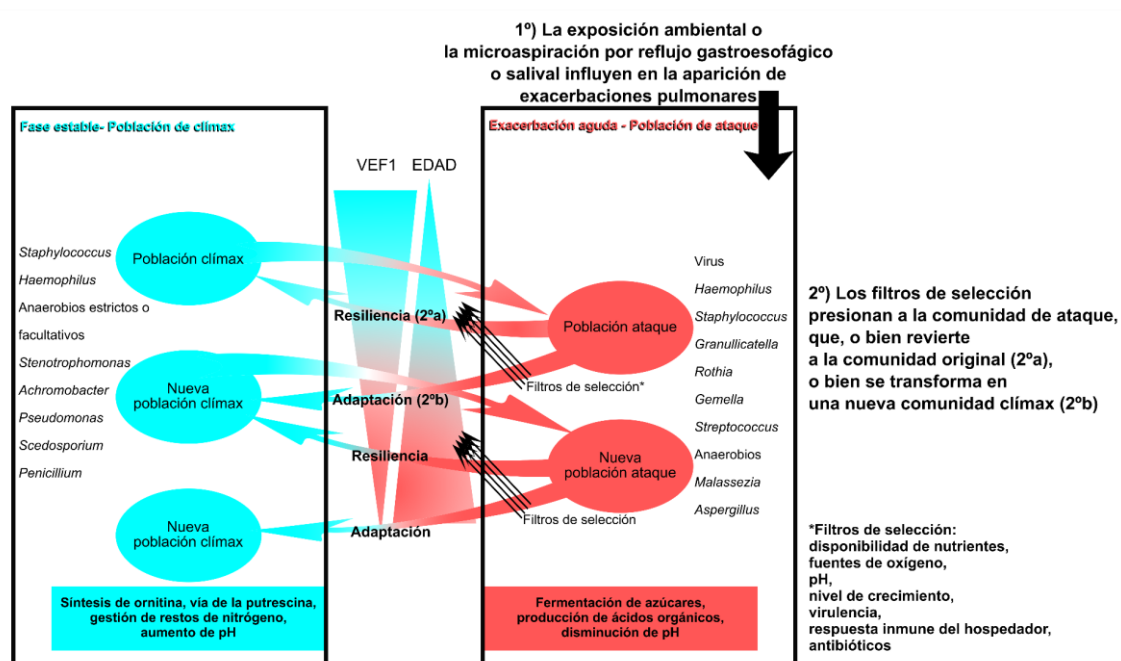 1º) La exposición ambiental o
la microaspiración por reflujo gastroesofágico
o salival influyen en la aparición de
exacerbaciones pulmonares
Fase estable- Población de clímax
Exacerbación aguda - Población de ataque
VEF1
EDAD
Staphylococcus
Haemophilus
Anaerobios estrictos o
facultativos
Stenotrophomonas
Achromobacter
Pseudomonas
Scedosporium
Penicillium
Población clímax
Nueva
población clímax
Nueva
población clímax
Resiliencia (2ºa)
Adaptación (2ºb)
Resiliencia
Adaptación
Filtros de selección*
Filtros de selección
Población ataque
Nueva
población ataque
Virus
Haemophilus
Staphylococcus
Granullicatella
Rothia
Gemella
Streptococcus
Anaerobios
Malassezia
Aspergillus
2º) Los filtros de selección
presionan a la comunidad de ataque,
que, o bien revierte
a la comunidad original (2ºa),
o bien se transforma en
una nueva comunidad clímax (2ºb)
*Filtros de selección:
disponibilidad de nutrientes,
fuentes de oxígeno,
pH,
nivel de crecimiento,
virulencia,
respuesta inmune del hospedador,
antibióticos
Síntesis de ornitina, vía de la putrescina,
gestión de restos de nitrógeno,
aumento de pH
Fermentación de azúcares,
producción de ácidos orgánicos,
disminución de pH